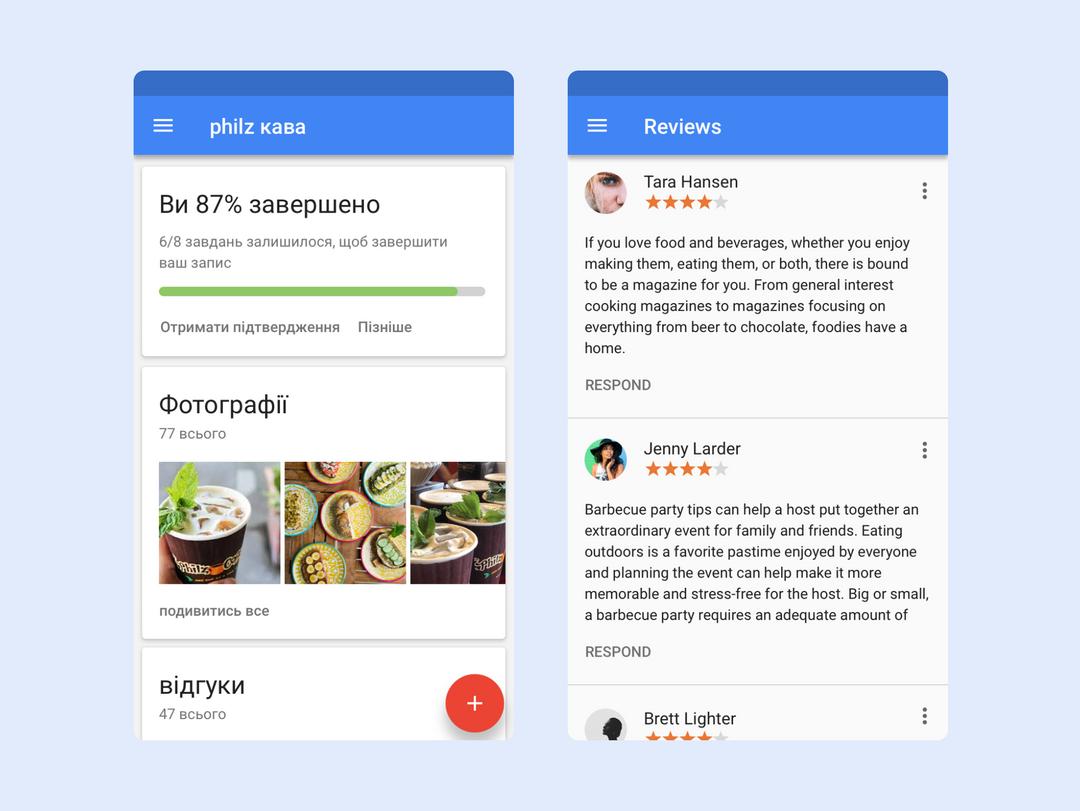 philz кава
Ви 87% завершено
6/8 завдань залишилося, щоб завершити
ваш запис
Отримати підтвердження Пізніше
Фотографії
77 всього
подивитись все
відгуки
47 всього
Reviews
Tara Hansen
If you love food and beverages, whether you enjoy
making them, eating them, or both, there is bound
to be a magazine for you. From general interest
cooking magazines to magazines focusing on
everything from beer to chocolate, foodies have a
home.
RESPOND
Jenny Larder
Barbecue party tips can help a host put together an
extraordinary event for family and friends. Eating
outdoors is a favorite pastime enjoyed by everyone
and planning the event can help make it more
memorable and stress-free for the host. Big or small,
a barbecue party requires an adequate amount of
RESPOND
Brett Lighter